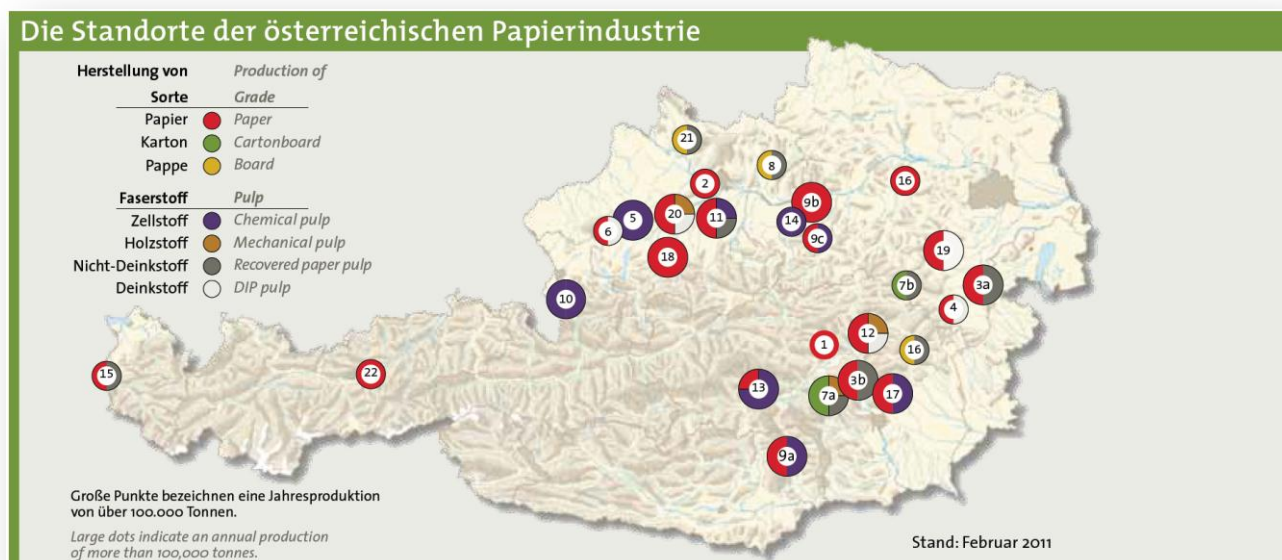 Die Standorte der österreichischen Papierindustrie
Herstellung von Production of
Sorte Grade
Papier Paper
Karton Cartonboard
Pappe Board
Faserstoff Pulp
Zellstoff Chemical pulp
Holzstoff Mechanical pulp
Nicht-Deinkstoff Recovered paper pulp
Deinkstoff DIP pulp
21
8
2
16
9b
20
11
5
14
6
9c
18
19
10
7b
3a
4
12
1
16
15
22
13
3b
7a
17
9a
Große Punkte bezeichnen eine Jahresproduktion
von über 100.000 Tonnen.
Large dots indicate an annual production
of more than 100,000 tonnes.
Stand: Februar 2011